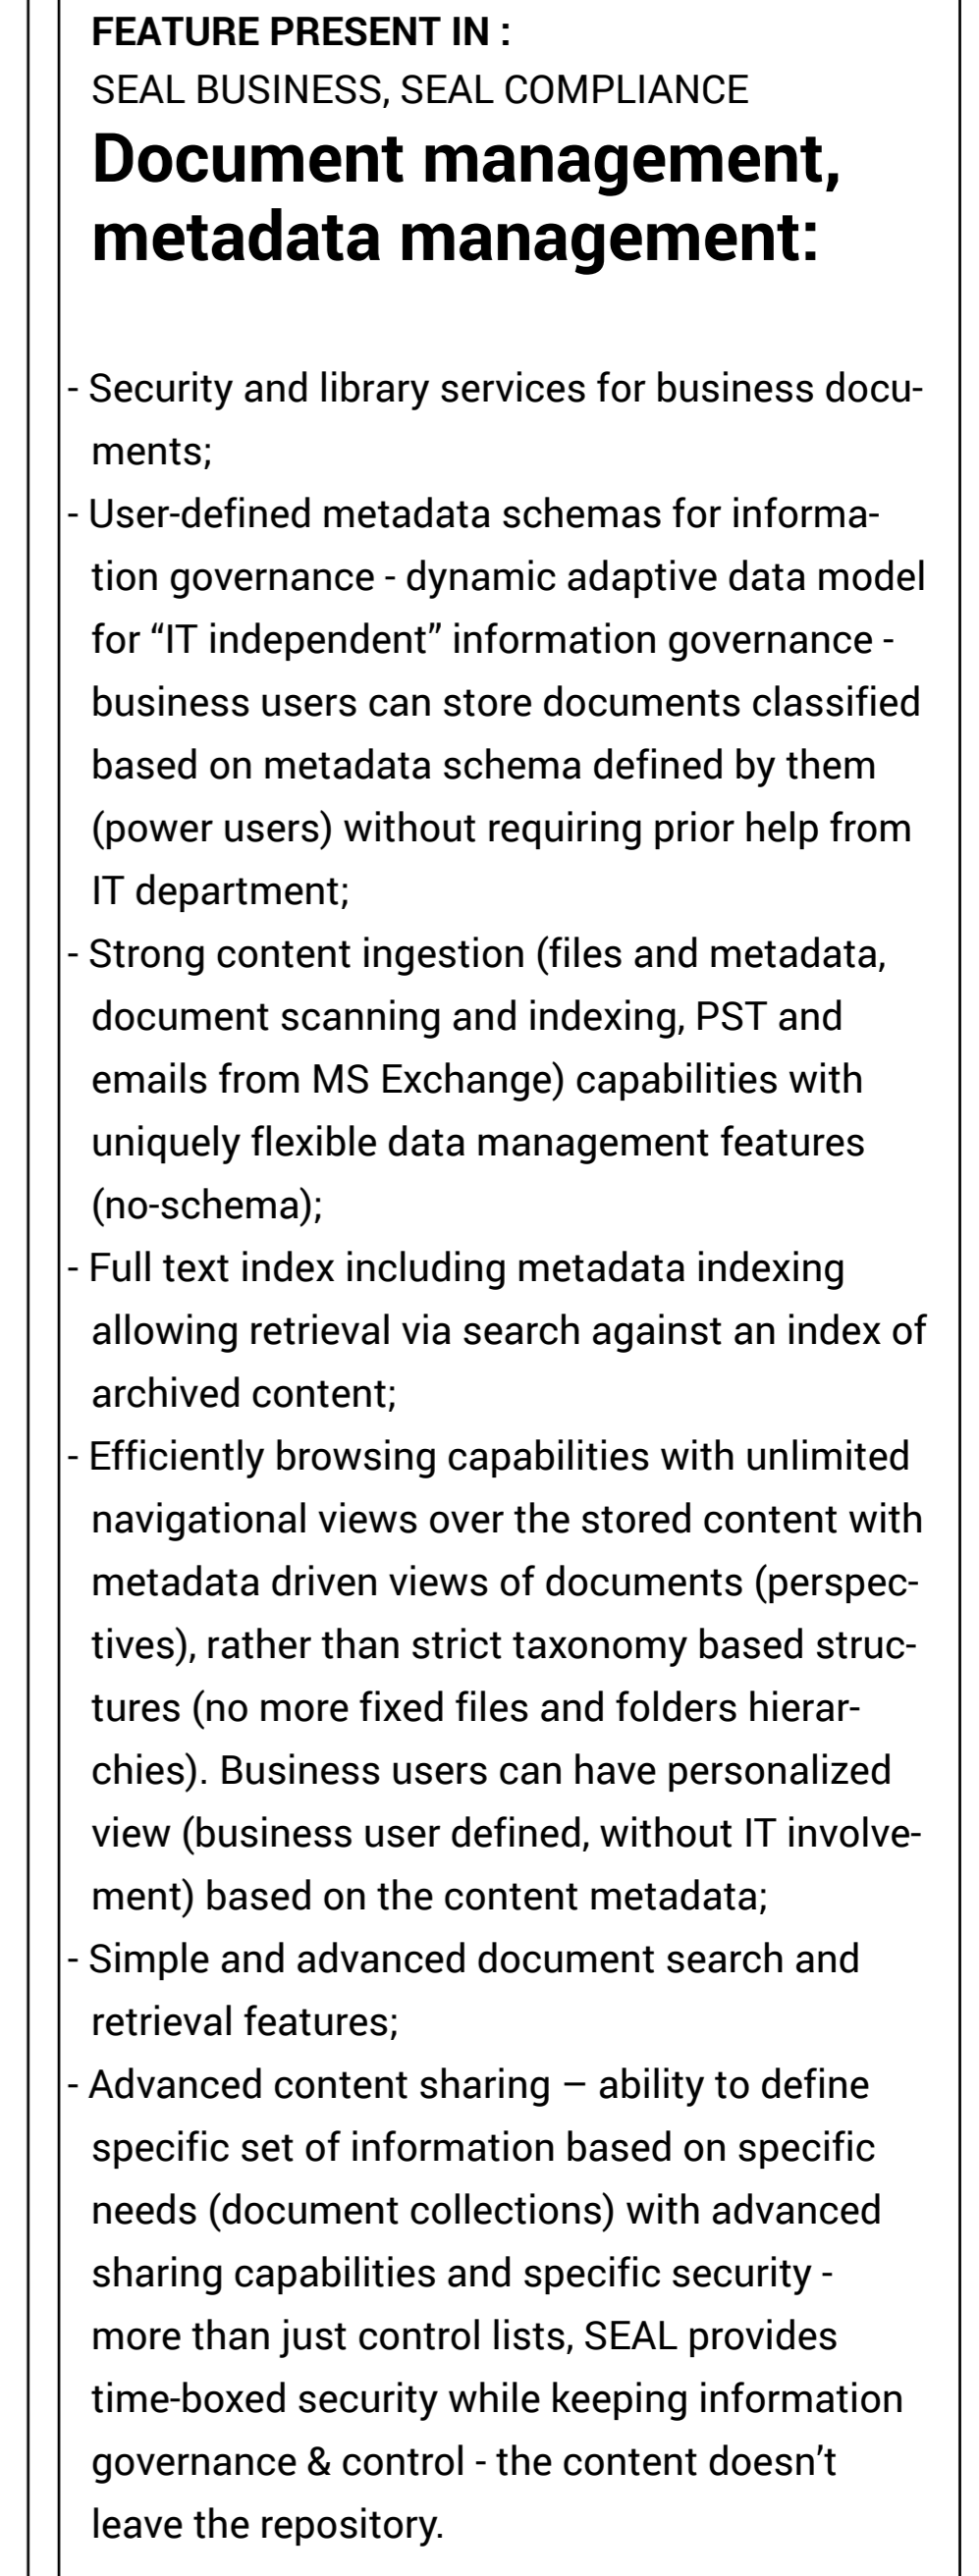 FEATURE PRESENT IN :
SEAL BUSINESS, SEAL COMPLIANCE
Document management,
metadata management:
- Security and library services for business docu-
ments;
- User-defined metadata schemas for informa-
tion governance - dynamic adaptive data model
for “IT independent” information governance -
business users can store documents classified
based on metadata schema defined by them
(power users) without requiring prior help from
IT department;
- Strong content ingestion (files and metadata,
document scanning and indexing, PST and
emails from MS Exchange) capabilities with
uniquely flexible data management features
(no-schema);
- Full text index including metadata indexing
allowing retrieval via search against an index of
archived content;
- Efficiently browsing capabilities with unlimited
navigational views over the stored content with
metadata driven views of documents (perspec-
tives), rather than strict taxonomy based struc-
tures (no more fixed files and folders hierar-
chies). Business users can have personalized
view (business user defined, without IT involve-
ment) based on the content metadata;
- Simple and advanced document search and
retrieval features;
- Advanced content sharing – ability to define
specific set of information based on specific
needs (document collections) with advanced
sharing capabilities and specific security -
more than just control lists, SEAL provides
time-boxed security while keeping information
governance & control - the content doesn’t
leave the repository.